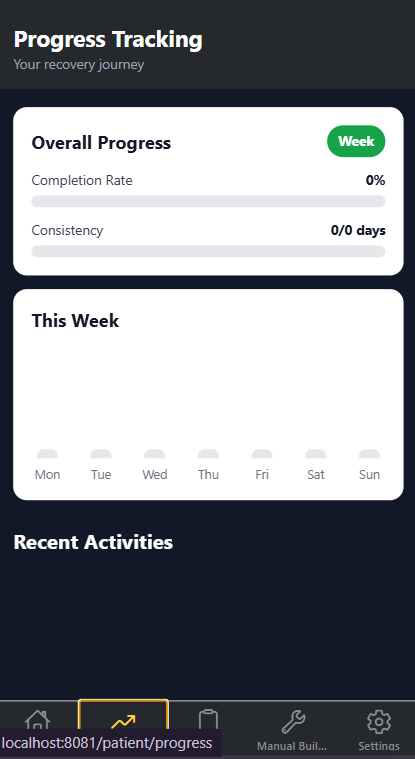 Progress Tracking
Your recovery journey
Overall Progress
Week
Completion Rate
0%
Consistency
0/0 days
This Week
Mon Tue Wed Thu Fri Sat Sun
Recent Activities
Manual Buil... Settings
localhost:8081/patient/progress